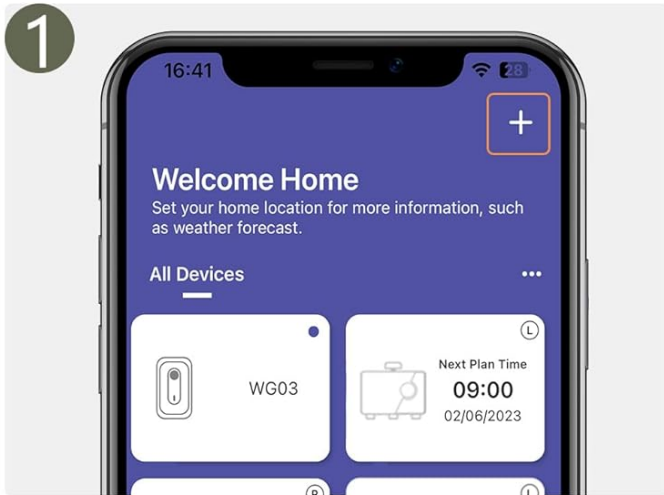 1
16:41
28
+
Welcome Home
Set your home location for more information, such
as weather forecast.
All Devices
...
L
Next Plan Time
WG03
09:00
02/06/2023
R
L